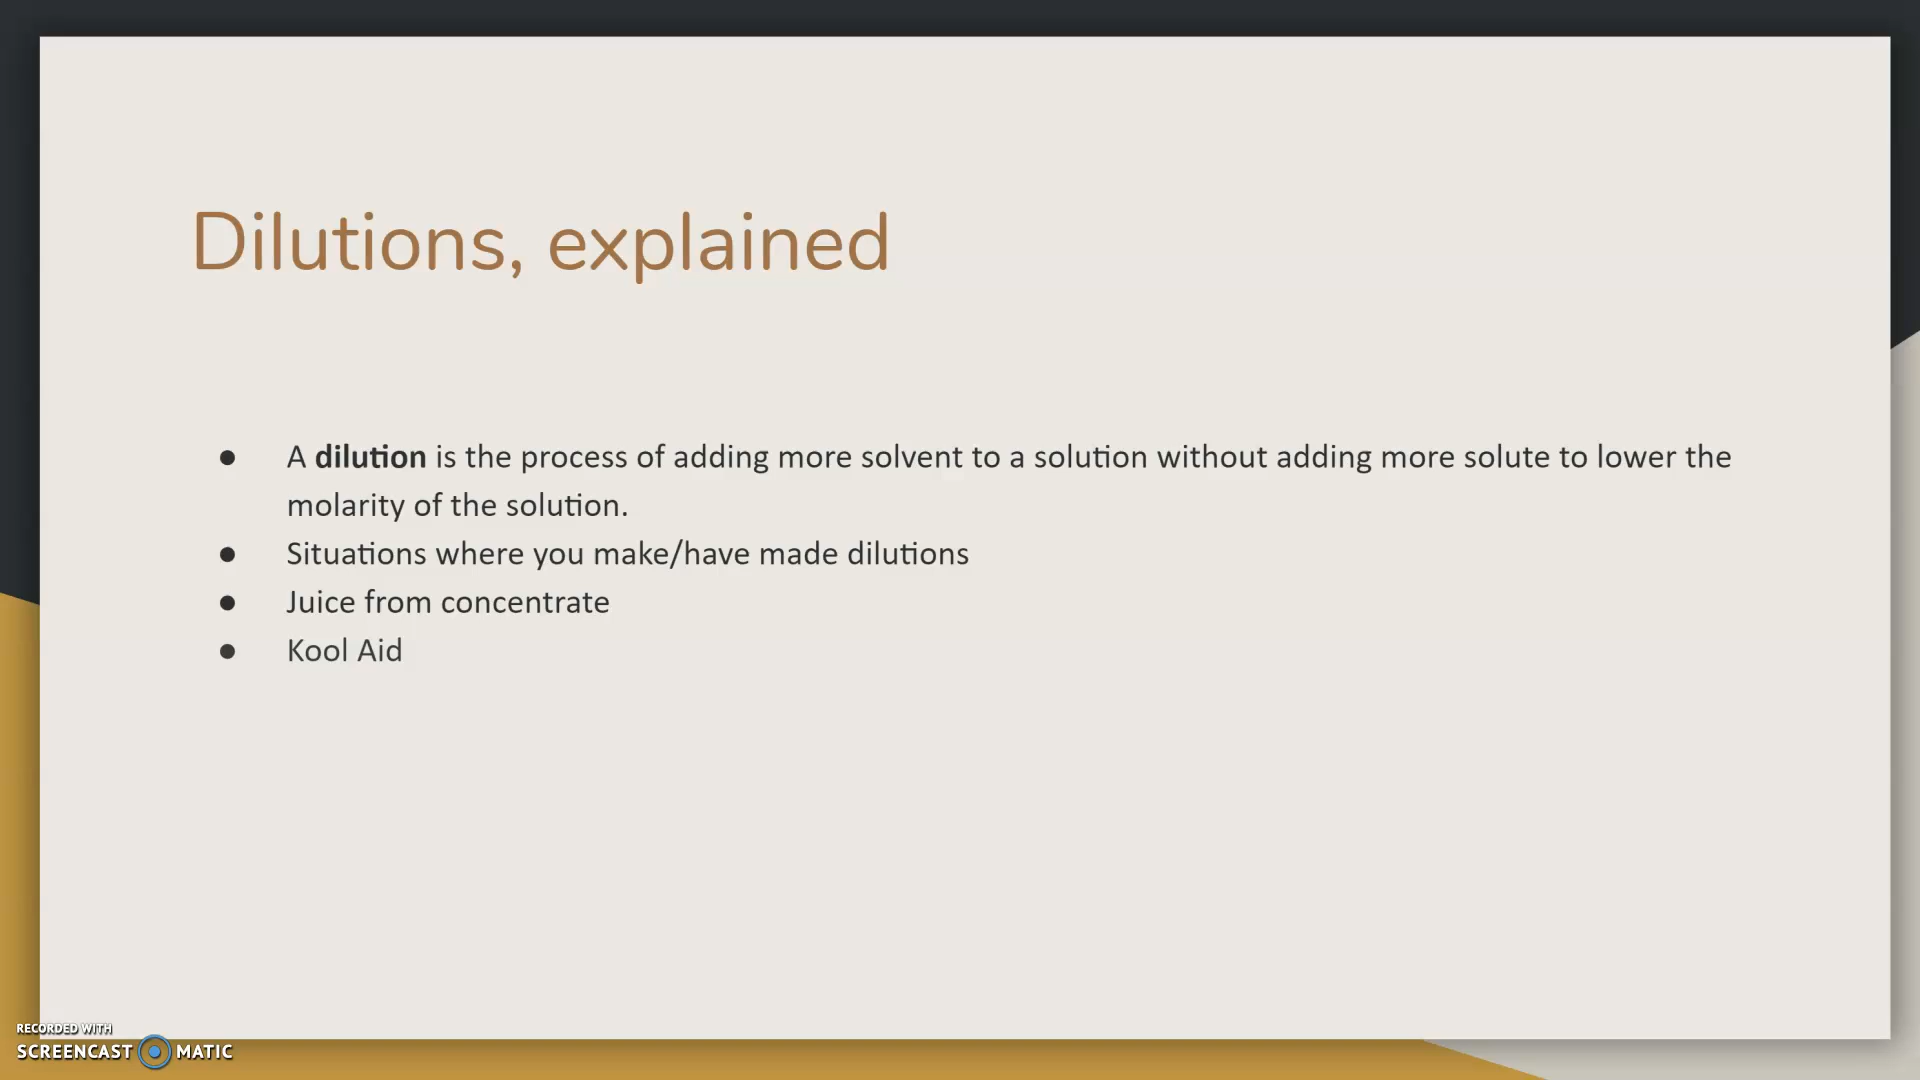 Dilutions, explained
● A dilution is the process of adding more solvent to a solution without adding more solute to lower the
molarity of the solution.
● Situations where you make/have made dilutions
● Juice from concentrate
● Kool Aid
RECORDED WITH
SCREENCAST MATIC